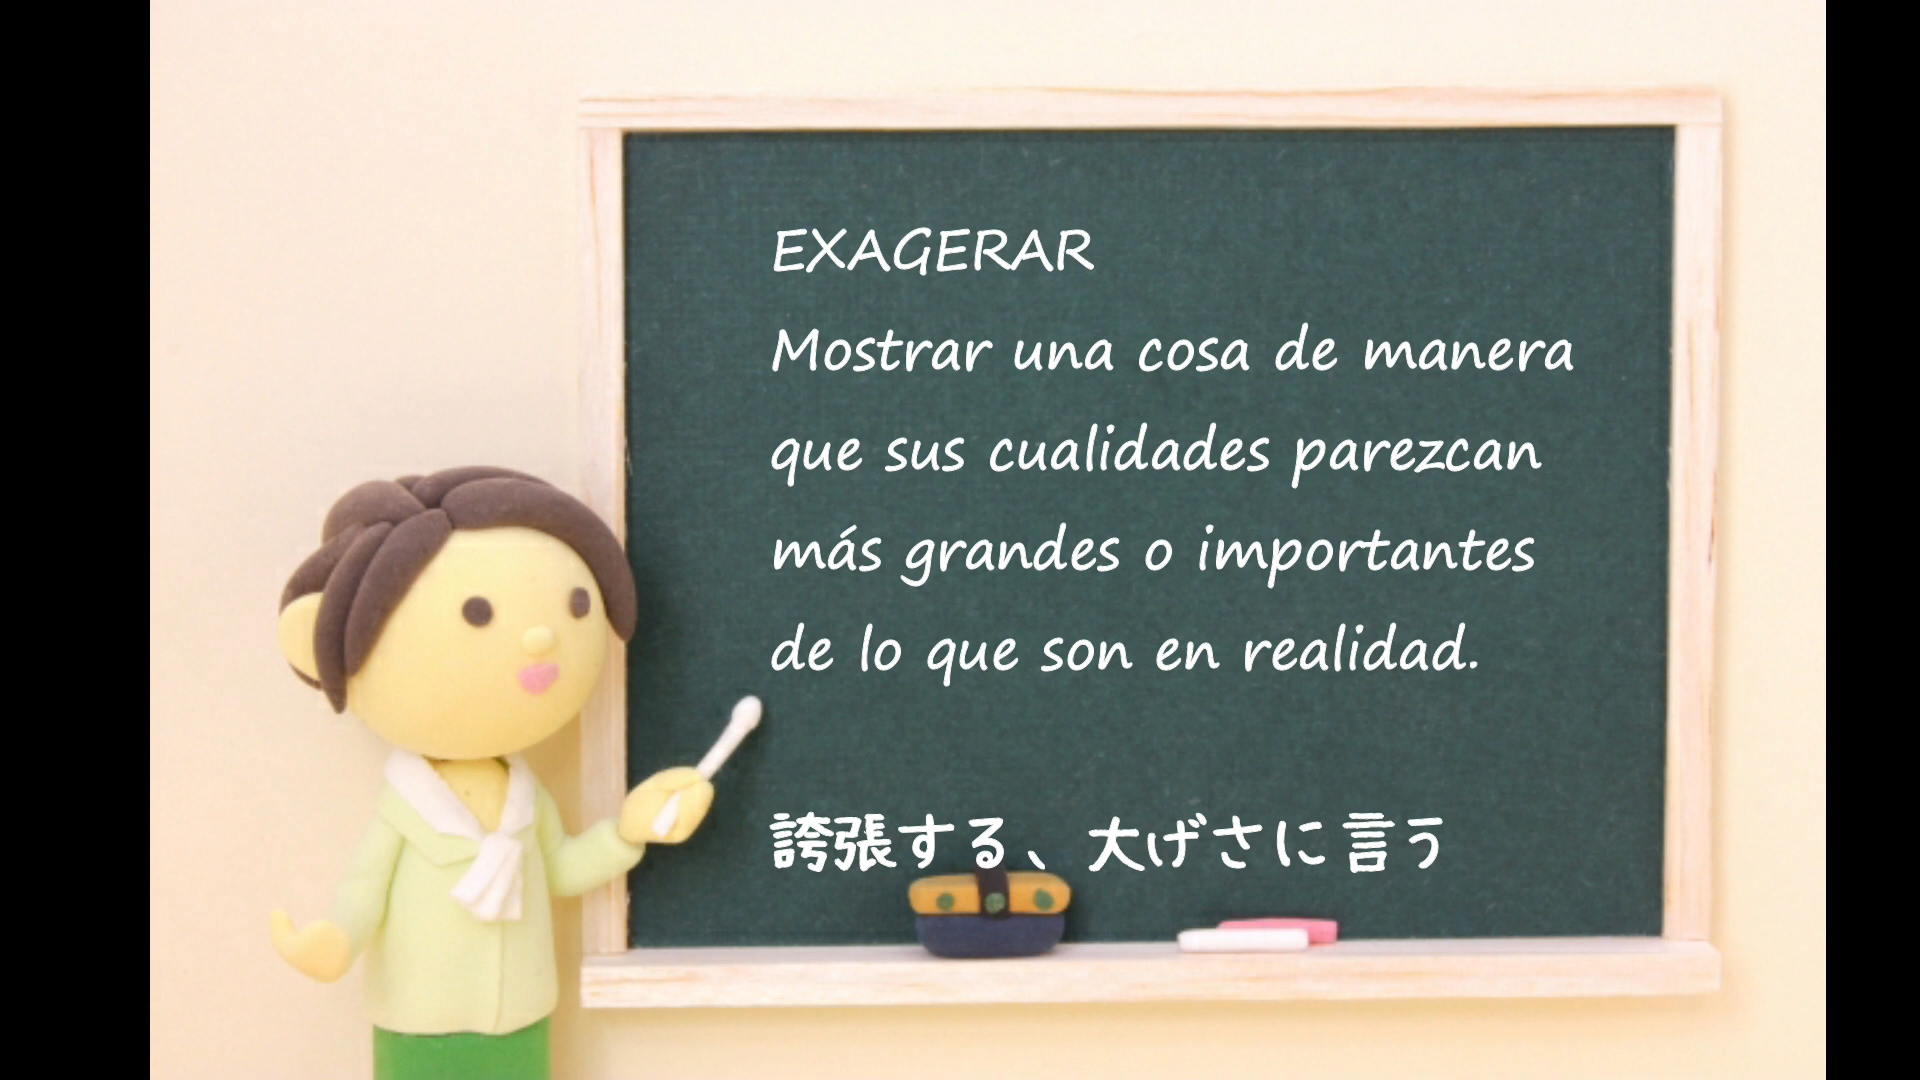 EXAGERAR
Mostrar una cosa de manera
que sus cualidades parezcan
más grandes o importantes
de lo que son en realidad.
誇張する、大げさに言う